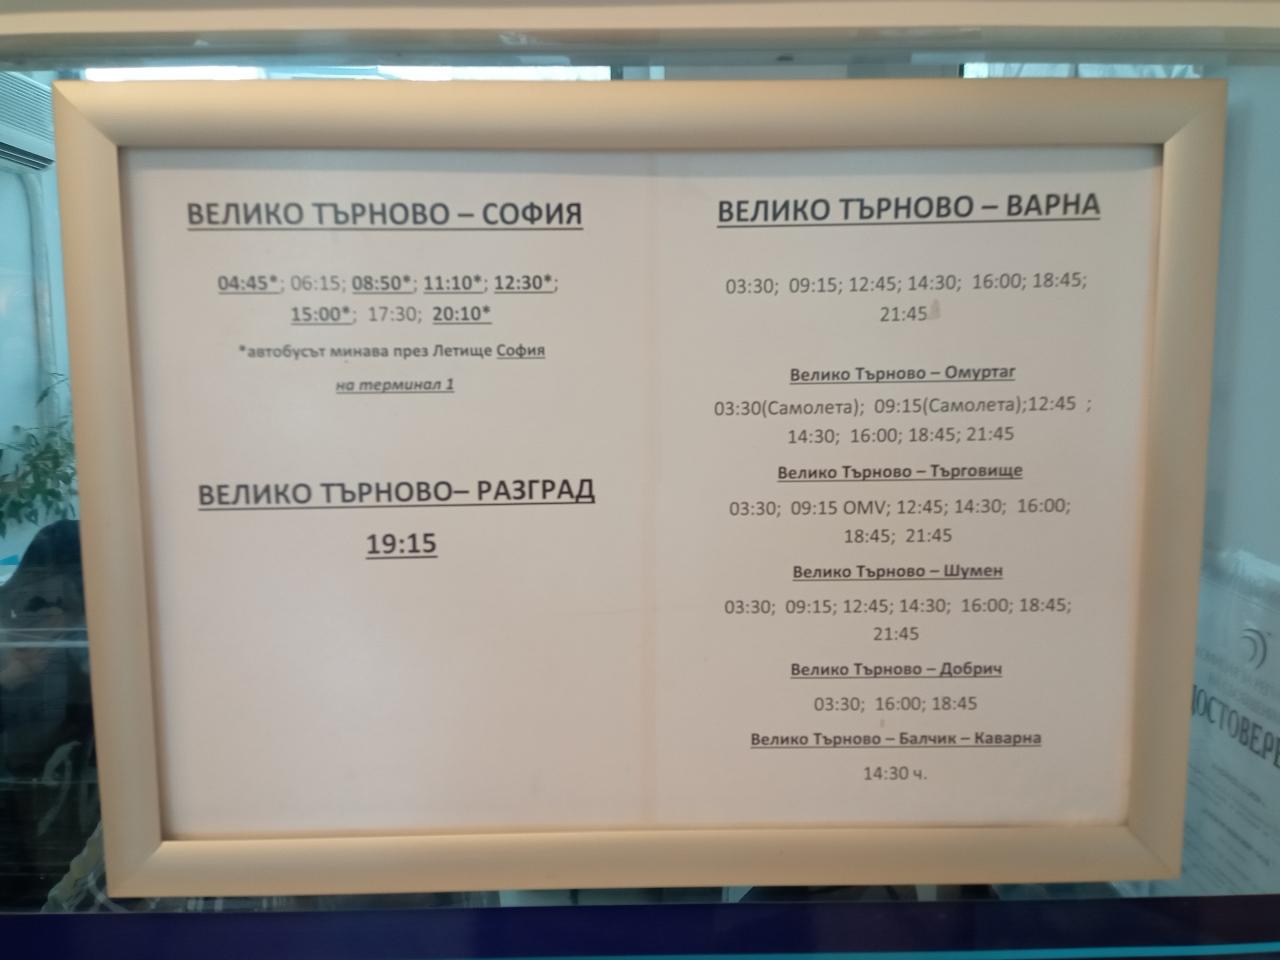 ВЕЛИКО ТЪРНОВО – СОФИЯ
04:45*; 06:15; 08:50*; 11:10*; 12:30*;
15:00*; 17:30; 20:10*
*автобусът минава през Летище София
на терминал 1
ВЕЛИКО ТЪРНОВО– РАЗГРАД
19:15
ВЕЛИКО ТЪРНОВО – ВАРНА
03:30; 09:15; 12:45; 14:30; 16:00; 18:45;
21:45
Велико Търново – Омуртаг
03:30(Самолета); 09:15(Самолета);12:45 ;
14:30; 16:00; 18:45; 21:45
Велико Търново – Търговище
03:30; 09:15 OMV; 12:45; 14:30; 16:00;
18:45; 21:45
Велико Търново – Шумен
03:30; 09:15; 12:45; 14:30; 16:00; 18:45;
21:45
Велико Търново – Добрич
03:30; 16:00; 18:45
Велико Търново – Балчик – Каварна
14:30 ч.